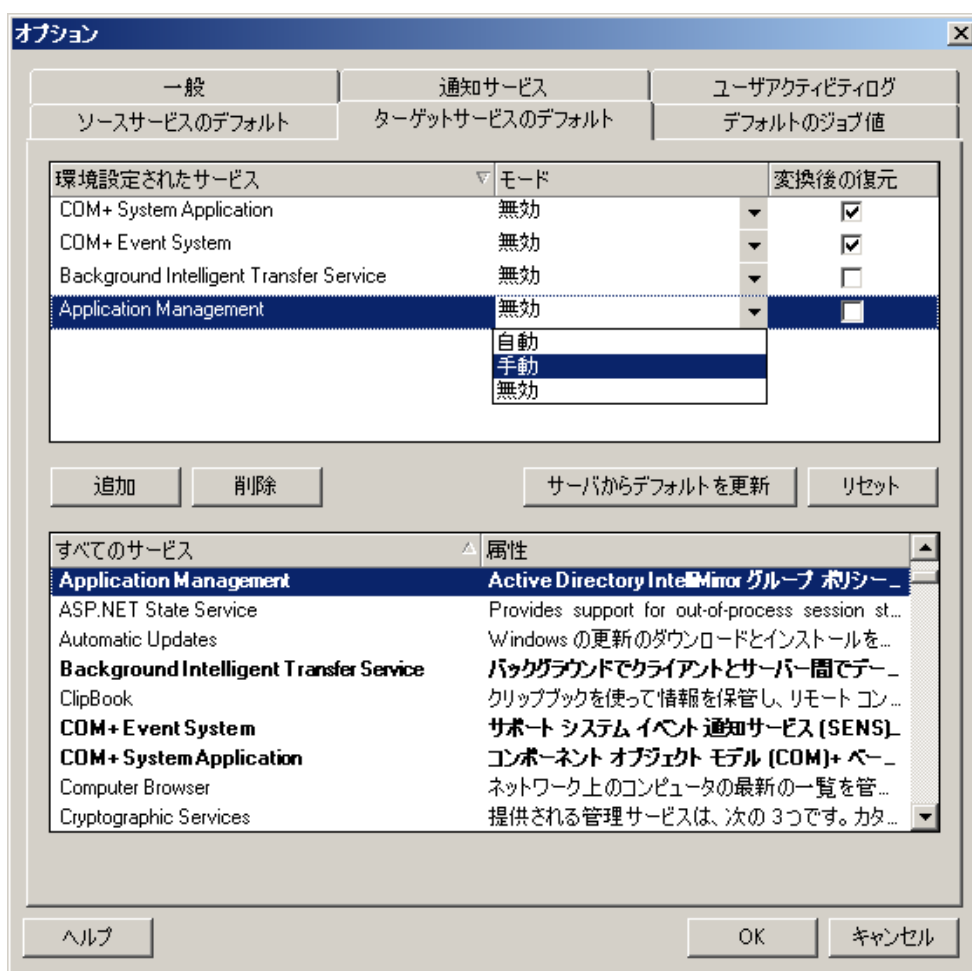 オプション
一般 通知サービス ユーザアクティビティログ
ソースサービスのデフォルト ターゲットサービスのデフォルト デフォルトのジョブ値
環境設定されたサービス モード 変換後の復元
COM+ System Application 無効
COM+ Event System 無効
Background Intelligent Transfer Service 無効
Application Management 無効
自動
手動
無効
追加 削除 サーバからデフォルトを更新 リセット
すべてのサービス 属性
Application Management Active Directory IntelliMirror グループ ポリシー...
ASP.NET State Service Provides support for out-of-process session st...
Automatic Updates Windows の更新のダウンロードとインストールを...
Background Intelligent Transfer Service バックグラウンドでクライアントとサーバー間でデー...
ClipBook クリップブックを使って情報を保管し、リモート コン...
COM+ Event System サポート システム イベント 通知サービス (SENS)...
COM+ System Application コンポーネント オブジェクト モデル (COM)+ ベー...
Computer Browser ネットワーク上のコンピュータの最新の一覧を管...
Cryptographic Services 提供される管理サービスは、次の 3つです。カタ...
ヘルプ OK キャンセル